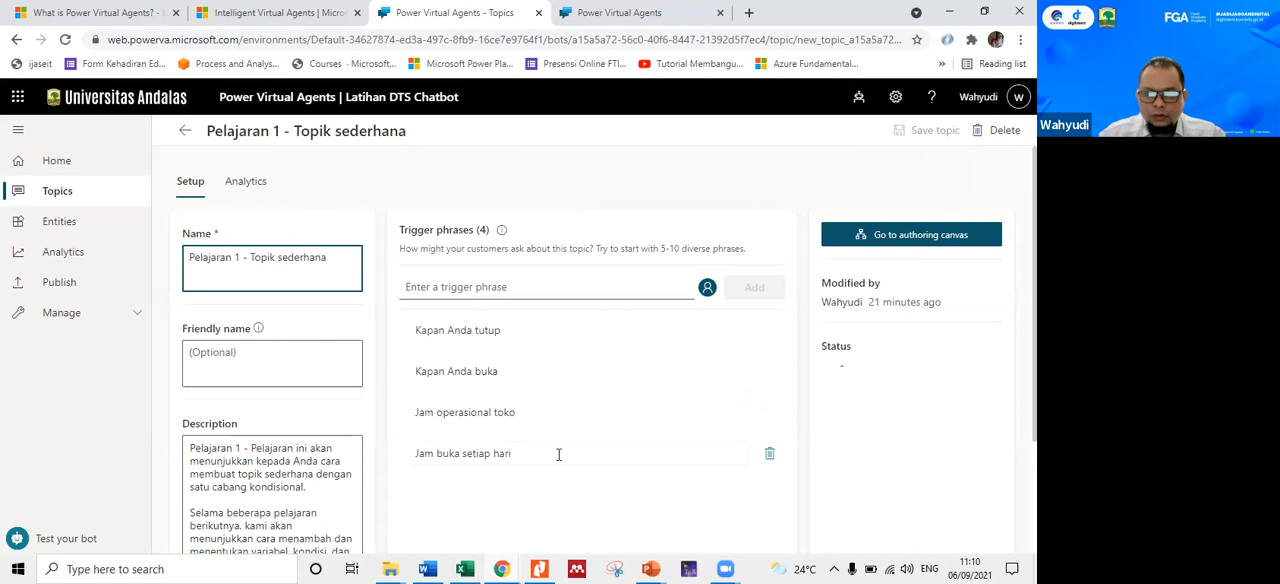 What is Power Virtual Agents? -
Intelligent Virtual Agents | Micros
Power Virtual Agents - Topics
Power Virtual Agents
web.powerva.microsoft.com/environments/Default-34627874-ed3a-497c-8fb9-16ce7e9764f1/bots/a15a5a72-56c0-40f6-8447-21392d5f7ec4/topic/new_topic_a15a5a72...
ijaseit
Form Kehadiran Ed...
Process and Analys...
Courses - Microsoft...
Microsoft Power Pla...
Presensi Online FTI...
Tutorial Membangu...
Azure Fundamental...
»
Reading list
Universitas Andalas
Power Virtual Agents | Latihan DTS Chatbot
?
Wahyudi
W
Pelajaran 1 - Topik sederhana
Save topic
Delete
Home
Topics
Entities
Analytics
Publish
Manage
Test your bot
Setup
Analytics
Name *
Pelajaran 1 - Topik sederhana
Friendly name
(Optional)
Description
Pelajaran 1 - Pelajaran ini akan
menunjukkan kepada Anda cara
membuat topik sederhana dengan
satu cabang kondisional.
Selama beberapa pelajaran
berikutnya, kami akan
menunjukkan cara menambah dan
menentukan variabel, kondisi, dan
Trigger phrases (4)
How might your customers ask about this topic? Try to start with 5-10 diverse phrases.
Enter a trigger phrase
Add
Kapan Anda tutup
Kapan Anda buka
Jam operasional toko
Jam buka setiap hari
Go to authoring canvas
Modified by
Wahyudi 21 minutes ago
Status
-
FGA
#JADIJAGOANDIGITAL
Wahyudi
Type here to search
24°C
ENG
11:10
06/09/2021